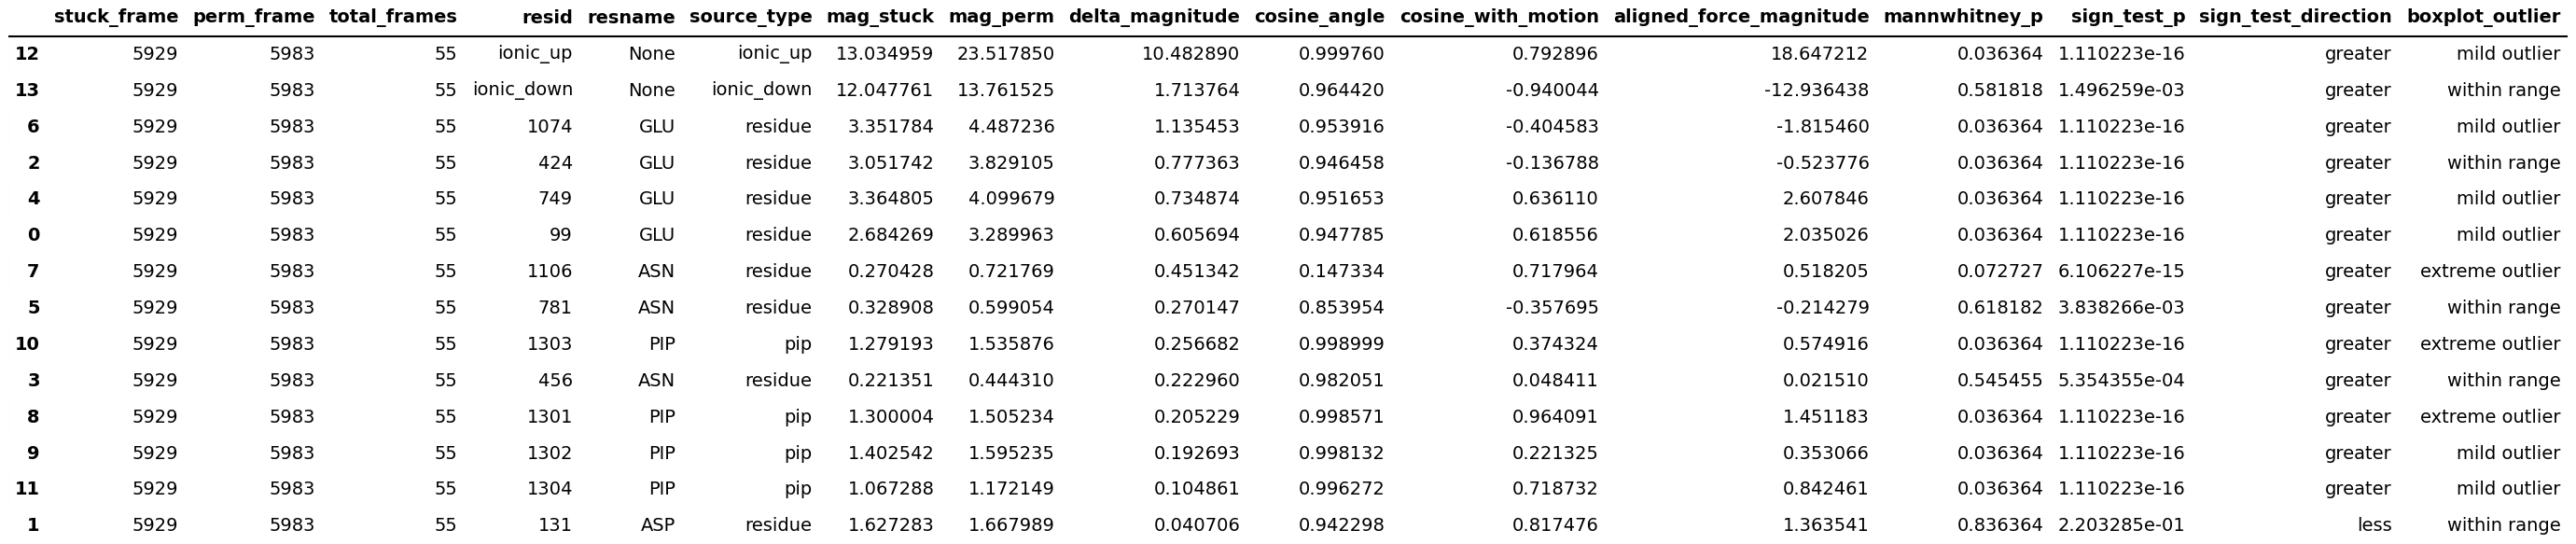 stuck_frame perm_frame total_frames resid resname source_type mag_stuck mag_perm delta_magnitude cosine_angle cosine_with_motion aligned_force_magnitude mannwhitney_p sign_test_p sign_test_direction boxplot_outlier
12 5929 5983 55 ionic_up None ionic_up 13.034959 23.517850 10.482890 0.999760 0.792896 18.647212 0.036364 1.110223e-16 greater mild outlier
13 5929 5983 55 ionic_down None ionic_down 12.047761 13.761525 1.713764 0.964420 -0.940044 -12.936438 0.581818 1.496259e-03 greater within range
6 5929 5983 55 1074 GLU residue 3.351784 4.487236 1.135453 0.953916 -0.404583 -1.815460 0.036364 1.110223e-16 greater mild outlier
2 5929 5983 55 424 GLU residue 3.051742 3.829105 0.777363 0.946458 -0.136788 -0.523776 0.036364 1.110223e-16 greater within range
4 5929 5983 55 749 GLU residue 3.364805 4.099679 0.734874 0.951653 0.636110 2.607846 0.036364 1.110223e-16 greater mild outlier
0 5929 5983 55 99 GLU residue 2.684269 3.289963 0.605694 0.947785 0.618556 2.035026 0.036364 1.110223e-16 greater mild outlier
7 5929 5983 55 1106 ASN residue 0.270428 0.721769 0.451342 0.147334 0.717964 0.518205 0.072727 6.106227e-15 greater extreme outlier
5 5929 5983 55 781 ASN residue 0.328908 0.599054 0.270147 0.853954 -0.357695 -0.214279 0.618182 3.838266e-03 greater within range
10 5929 5983 55 1303 PIP pip 1.279193 1.535876 0.256682 0.998999 0.374324 0.574916 0.036364 1.110223e-16 greater extreme outlier
3 5929 5983 55 456 ASN residue 0.221351 0.444310 0.222960 0.982051 0.048411 0.021510 0.545455 5.354355e-04 greater within range
8 5929 5983 55 1301 PIP pip 1.300004 1.505234 0.205229 0.998571 0.964091 1.451183 0.036364 1.110223e-16 greater extreme outlier
9 5929 5983 55 1302 PIP pip 1.402542 1.595235 0.192693 0.998132 0.221325 0.353066 0.036364 1.110223e-16 greater mild outlier
11 5929 5983 55 1304 PIP pip 1.067288 1.172149 0.104861 0.996272 0.718732 0.842461 0.036364 1.110223e-16 greater mild outlier
1 5929 5983 55 131 ASP residue 1.627283 1.667989 0.040706 0.942298 0.817476 1.363541 0.836364 2.203285e-01 less within range